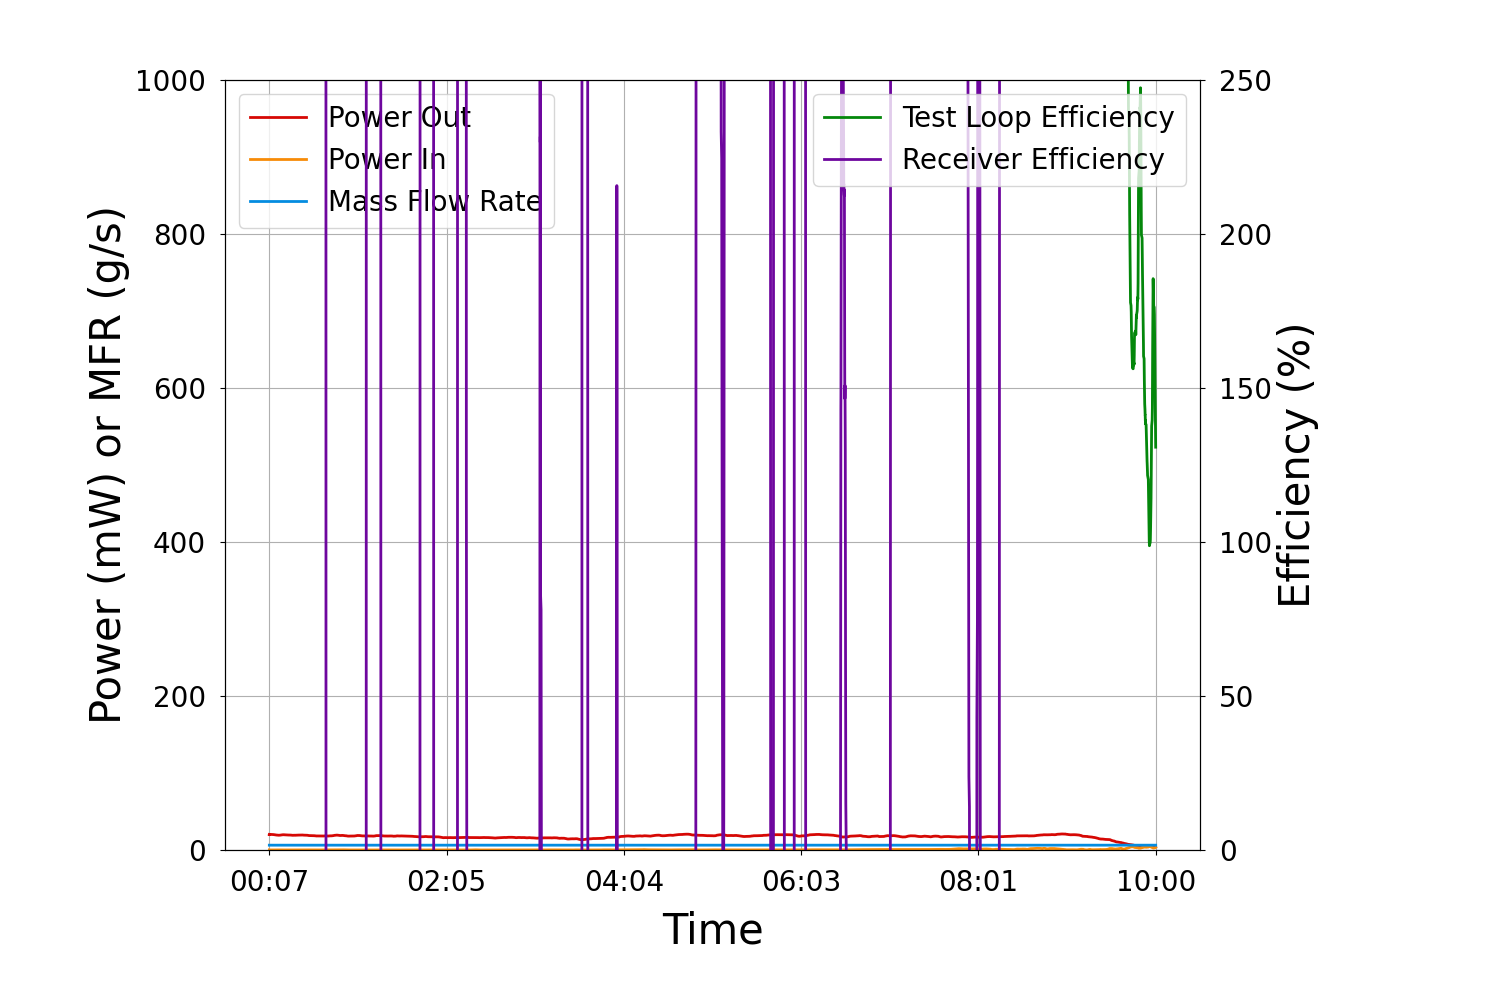 1000
800
600
400
200
0
Power (mW) or MFR (g/s)
Power Out
Power In
Mass Flow Rate
Test Loop Efficiency
Receiver Efficiency
250
200
150
100
50
0
Efficiency (%)
00:07 02:05 04:04 06:03 08:01 10:00
Time